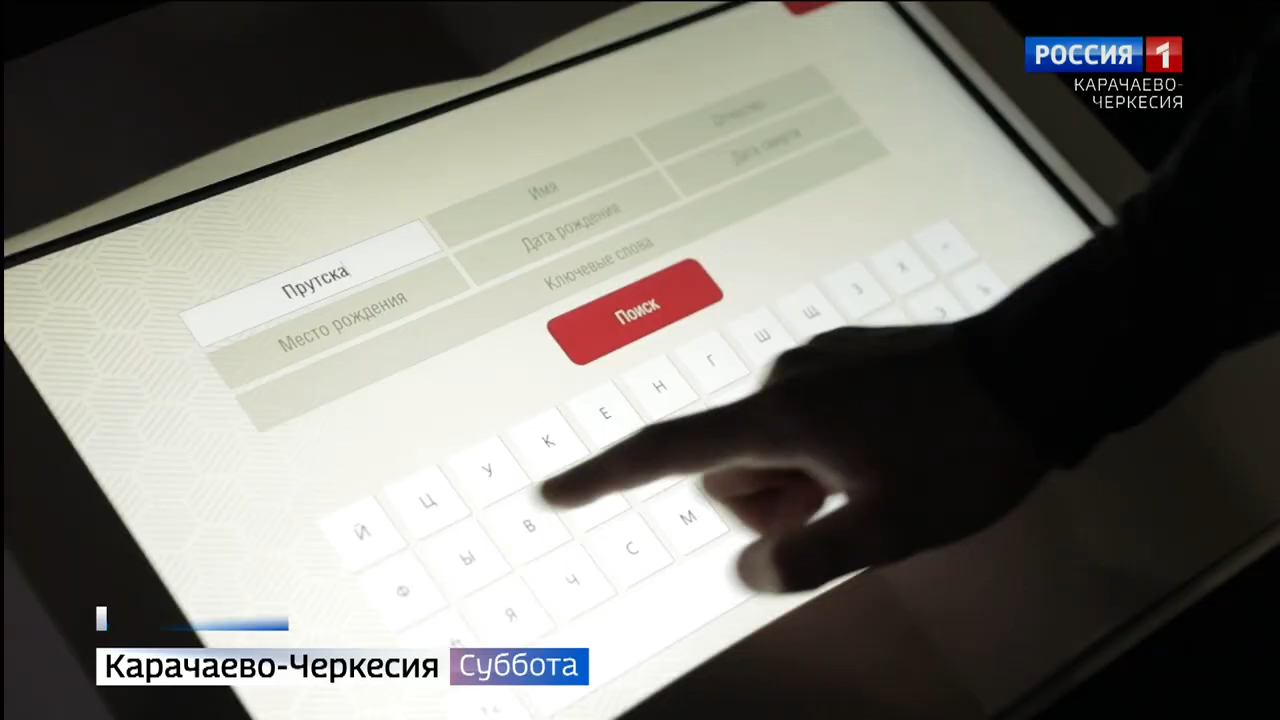 РОССИЯ 1
КАРАЧАЕВО-
ЧЕРКЕСИЯ
Отчество
Имя
Дата смерти
Дата рождения
Прутска
Ключевые слова
Место рождения
Поиск
Й Ц У К Е Н Г Ш Щ З Х
Ф Ы В Э
Я Ч С М Ъ
Карачаево-Черкесия Суббота